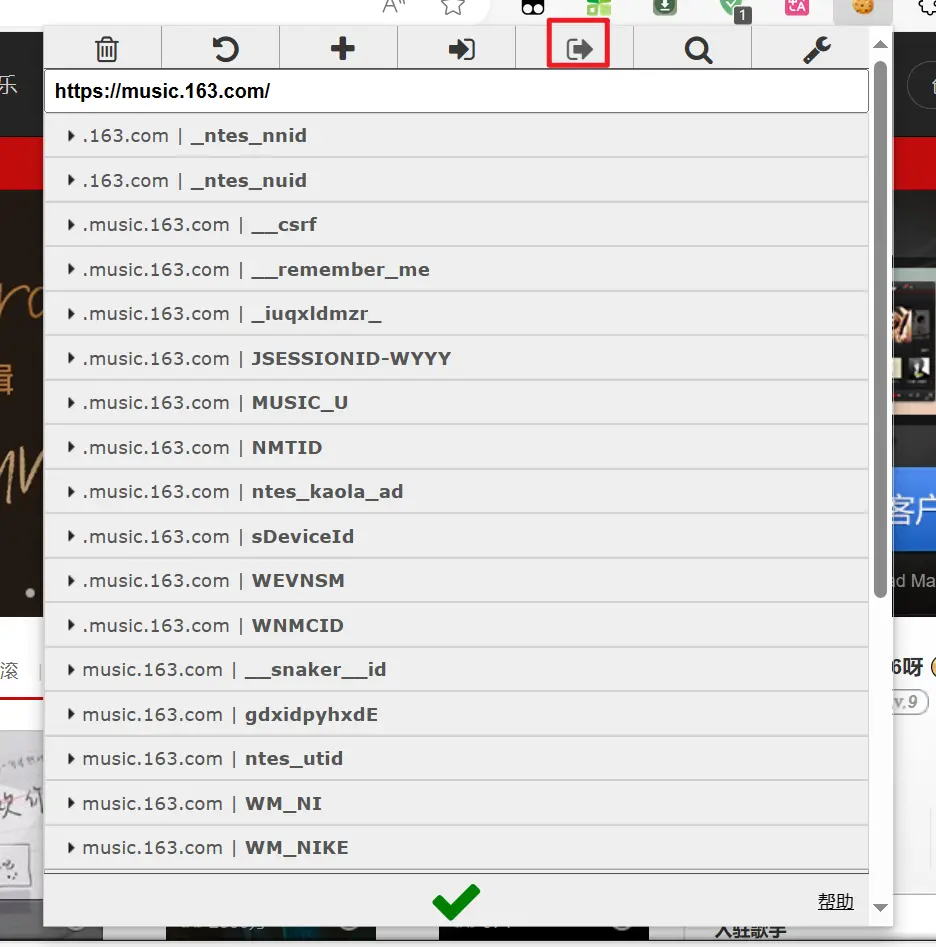 1
乐
https://music.163.com/
.163.com | _ntes_nnid
.163.com | _ntes_nuid
.music.163.com | __csrf
.music.163.com | __remember_me
.music.163.com | _iuqxldmzr_
.music.163.com | JSESSIONID-WYYY
.music.163.com | MUSIC_U
.music.163.com | NMTID
.music.163.com | ntes_kaola_ad
.music.163.com | sDeviceId
.music.163.com | WEVNSM
.music.163.com | WNMCID
music.163.com | __snaker__id
music.163.com | gdxidpyhxdE
music.163.com | ntes_utid
music.163.com | WM_NI
music.163.com | WM_NIKE
帮助
客户
滚
6呀
入驻歌手